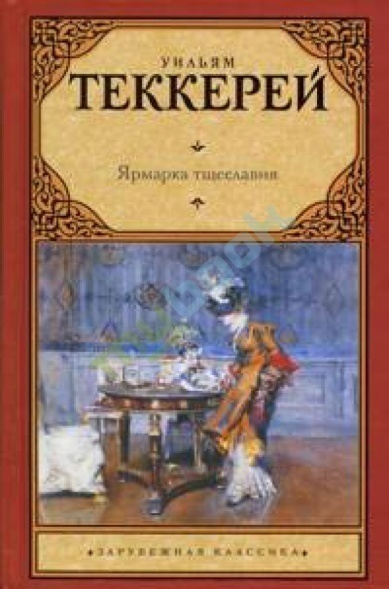 УИЛЬЯМ
ТЕККЕРЕЙ
Ярмарка тщеславия
ЗАРУБЕЖНАЯ КЛАССИКА